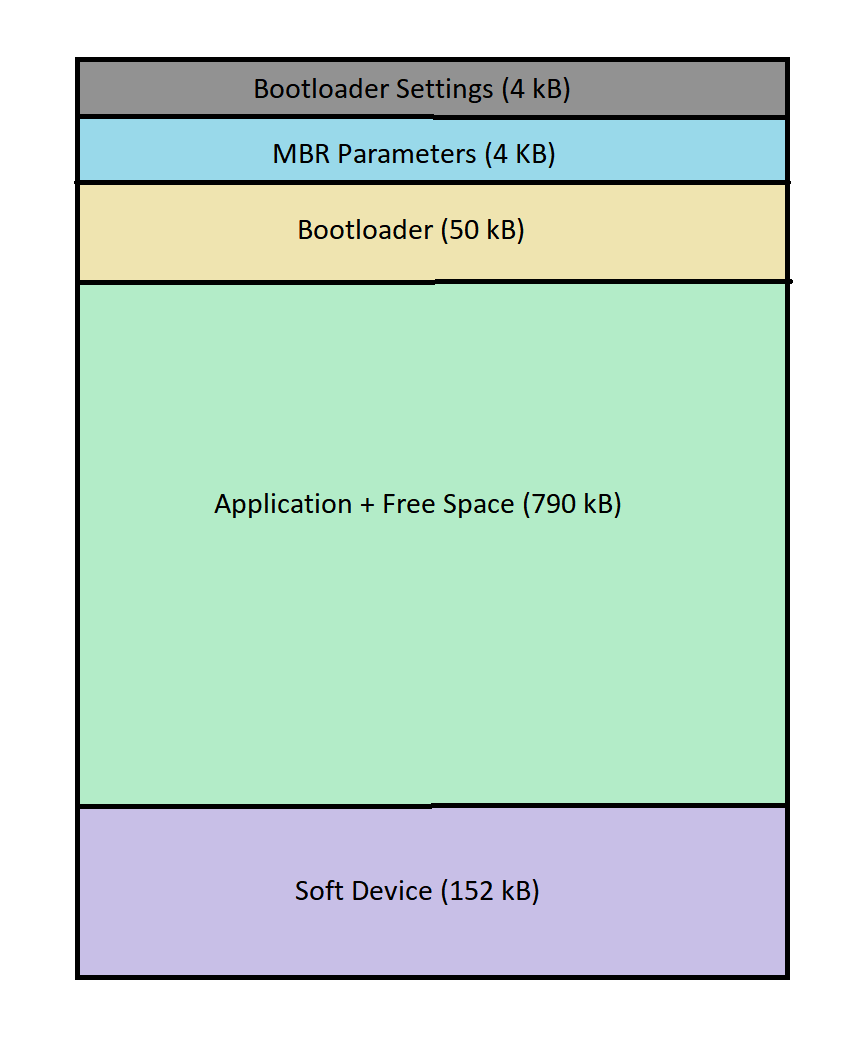 Bootloader Settings (4 kB)
MBR Parameters (4 KB)
Bootloader (50 kB)
Application + Free Space (790 kB)
Soft Device (152 kB)